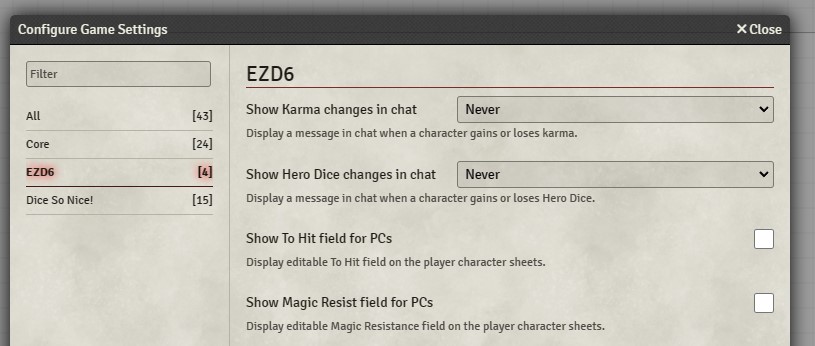 Configure Game Settings
✕ Close
Filter
All [43]
Core [24]
EZD6 [4]
Dice So Nice! [15]
EZD6
Show Karma changes in chat Never
Display a message in chat when a character gains or loses karma.
Show Hero Dice changes in chat Never
Display a message in chat when a character gains or loses Hero Dice.
Show To Hit field for PCs
Display editable To Hit field on the player character sheets.
Show Magic Resist field for PCs
Display editable Magic Resistance field on the player character sheets.